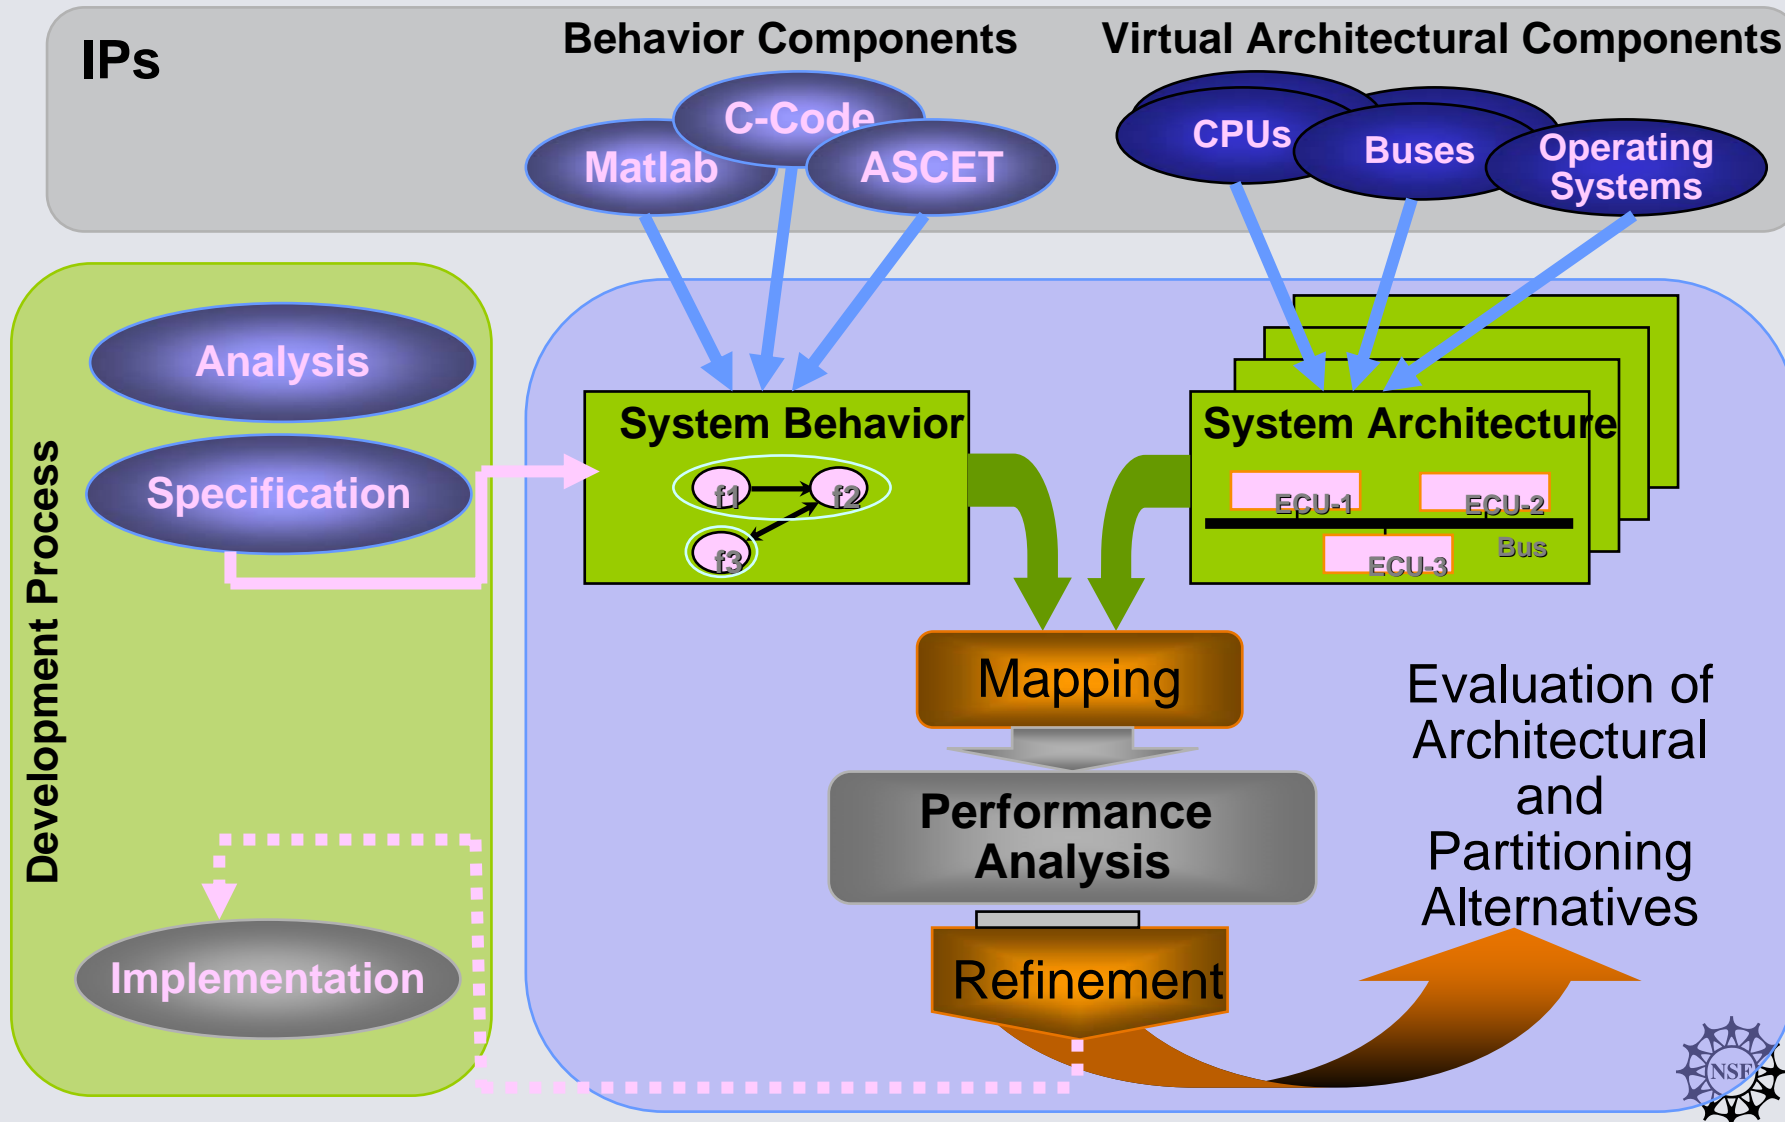 IPs
Behavior Components
Virtual Architectural Components
C-Code
Matlab
ASCET
CPUs
Buses
Operating
Systems
Development Process
Analysis
Specification
Implementation
System Behavior
f1
f2
f3
System Architecture
ECU-1
ECU-2
Bus
ECU-3
Mapping
Performance
Analysis
Refinement
Evaluation of
Architectural
and
Partitioning
Alternatives
NSF